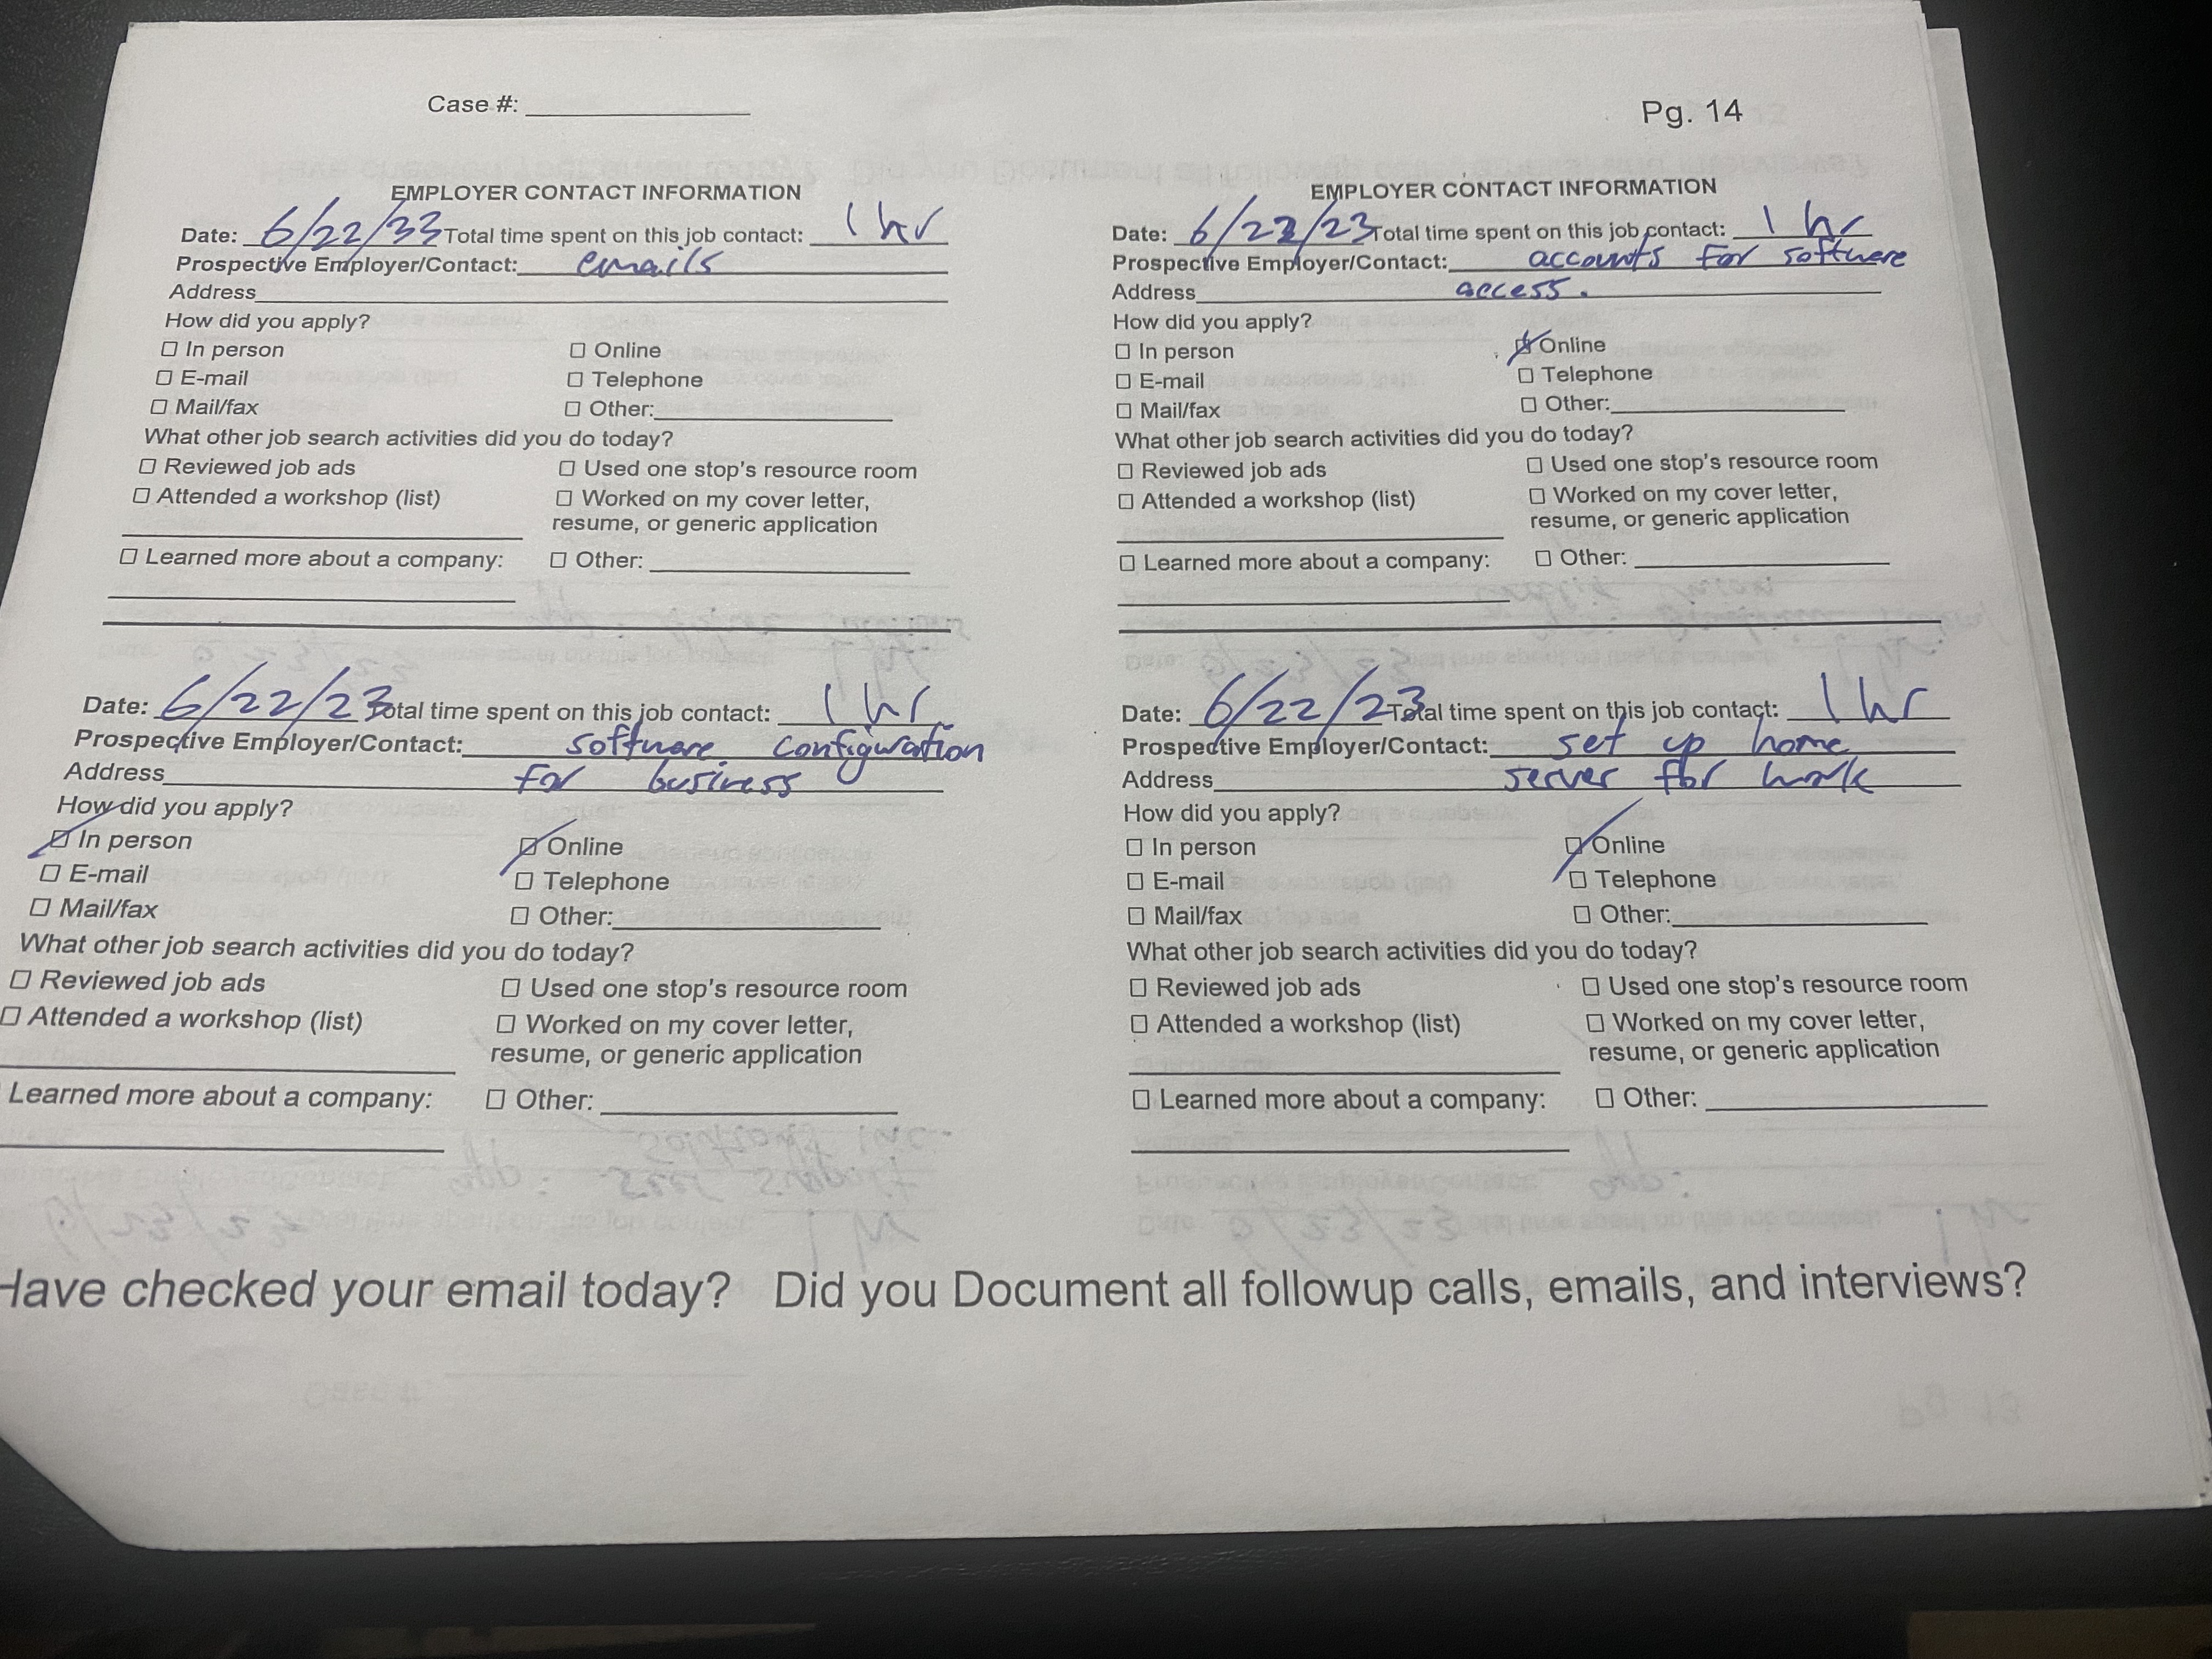 Case #:
Pg. 14
EMPLOYER CONTACT INFORMATION
Date: 6/22/33 Total time spent on this job contact: 1 hr
Prospective Employer/Contact: emails
Address
How did you apply?
☐ In person ☐ Online
☐ E-mail ☐ Telephone
☐ Mail/fax ☐ Other:
What other job search activities did you do today?
☐ Reviewed job ads ☐ Used one stop's resource room
☐ Attended a workshop (list) ☐ Worked on my cover letter,
resume, or generic application
☐ Learned more about a company: ☐ Other:
EMPLOYER CONTACT INFORMATION
Date: 6/22/23 Total time spent on this job contact: 1 hr
Prospective Employer/Contact: accounts for software
Address access.
How did you apply?
☐ In person ☑ Online
☐ E-mail ☐ Telephone
☐ Mail/fax ☐ Other:
What other job search activities did you do today?
☐ Reviewed job ads ☐ Used one stop's resource room
☐ Attended a workshop (list) ☐ Worked on my cover letter,
resume, or generic application
☐ Learned more about a company: ☐ Other:
Date: 6/22/23 Total time spent on this job contact: 1 hr
Prospective Employer/Contact: software configuration
Address for business
How did you apply?
☑ In person ☑ Online
☐ E-mail ☐ Telephone
☐ Mail/fax ☐ Other:
What other job search activities did you do today?
☐ Reviewed job ads ☐ Used one stop's resource room
☐ Attended a workshop (list) ☐ Worked on my cover letter,
resume, or generic application
Learned more about a company: ☐ Other:
Date: 6/22/23 Total time spent on this job contact: 1 hr
Prospective Employer/Contact: set up home
Address server for work
How did you apply?
☐ In person ☑ Online
☐ E-mail ☐ Telephone
☐ Mail/fax ☐ Other:
What other job search activities did you do today?
☐ Reviewed job ads ☐ Used one stop's resource room
☐ Attended a workshop (list) ☐ Worked on my cover letter,
resume, or generic application
☐ Learned more about a company: ☐ Other:
Have checked your email today? Did you Document all followup calls, emails, and interviews?